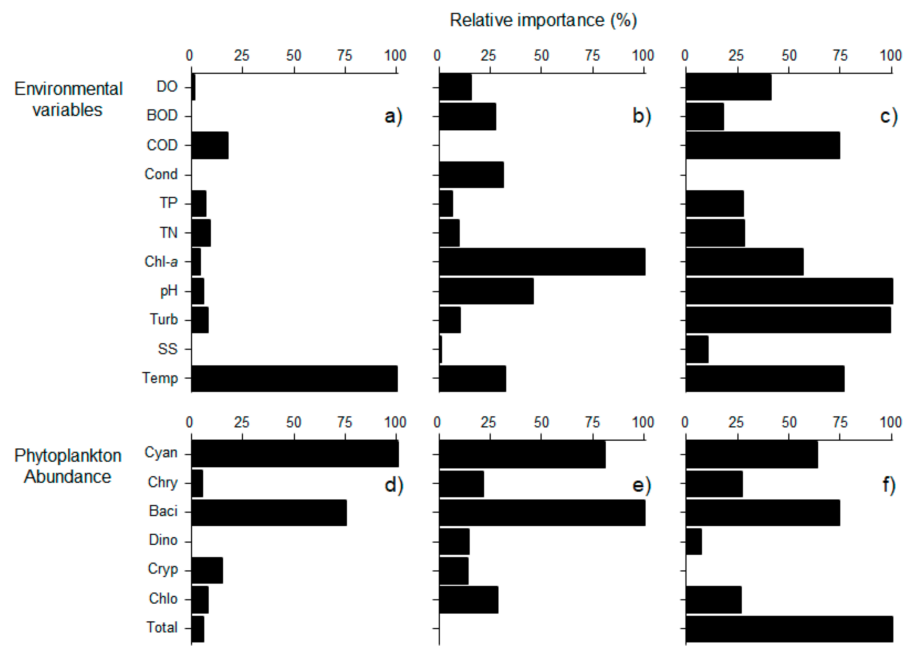 Relative importance (%)
0 25 50 75 100 0 25 50 75 100 0 25 50 75 100
Environmental
variables
DO
BOD
COD
Cond
TP
TN
Chl-a
pH
Turb
SS
Temp
a) b) c)
0 25 50 75 100 0 25 50 75 100 0 25 50 75 100
Phytoplankton
Abundance
Cyan
Chry
Baci
Dino
Cryp
Chlo
Total
d) e) f)